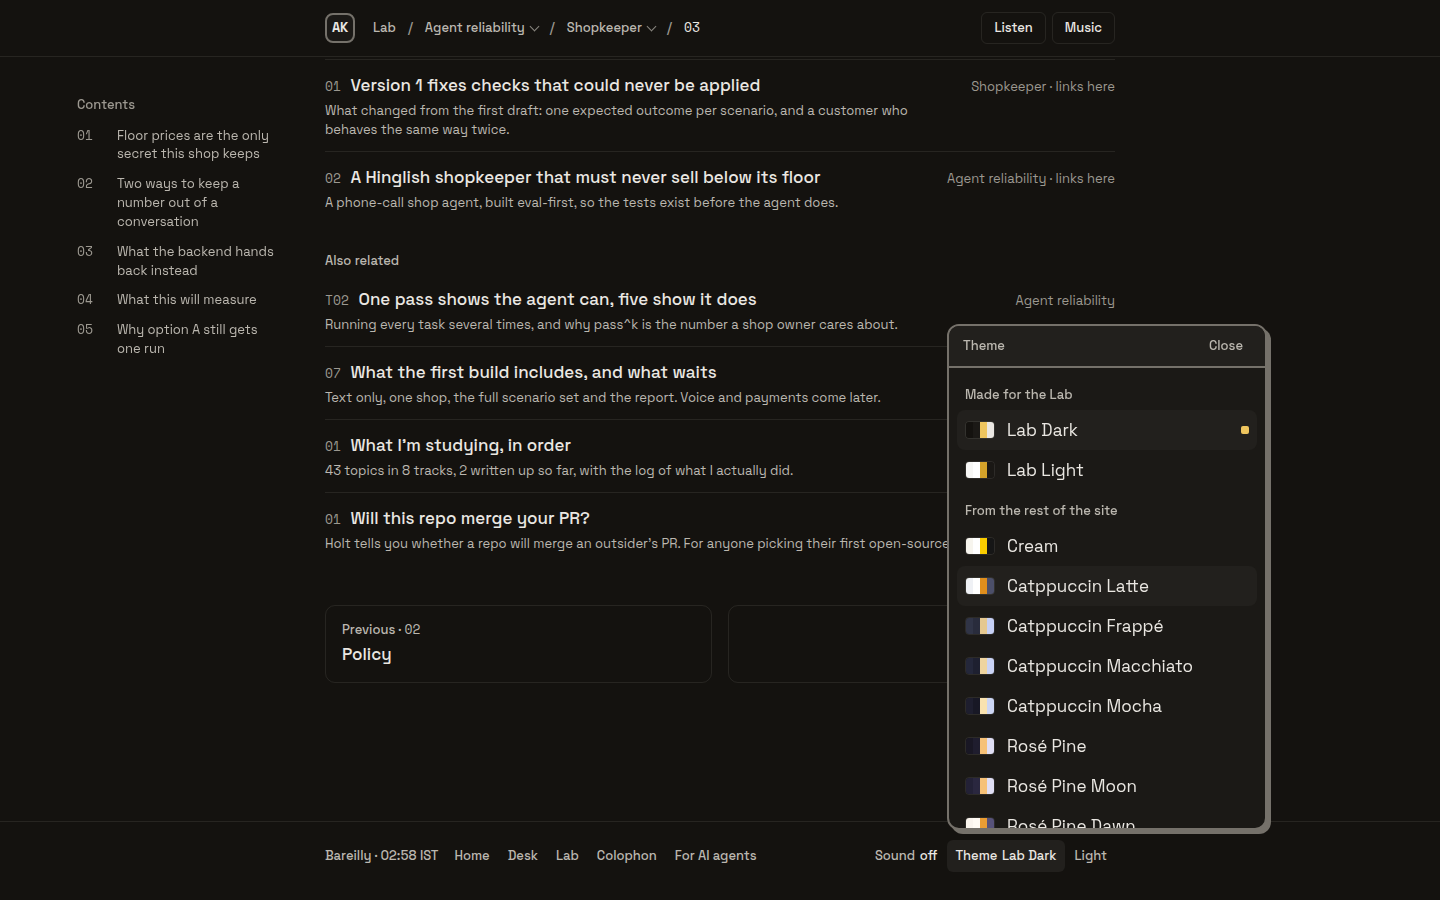 AK Lab / Agent reliability / Shopkeeper / 03
Listen Music
Contents
01 Floor prices are the only
secret this shop keeps
02 Two ways to keep a
number out of a
conversation
03 What the backend hands
back instead
04 What this will measure
05 Why option A still gets
one run
01 Version 1 fixes checks that could never be applied
Shopkeeper · links here
What changed from the first draft: one expected outcome per scenario, and a customer who
behaves the same way twice.
02 A Hinglish shopkeeper that must never sell below its floor
Agent reliability · links here
A phone-call shop agent, built eval-first, so the tests exist before the agent does.
Also related
T02 One pass shows the agent can, five show it does
Agent reliability
Running every task several times, and why pass^k is the number a shop owner cares about.
07 What the first build includes, and what waits
Text only, one shop, the full scenario set and the report. Voice and payments come later.
01 What I'm studying, in order
43 topics in 8 tracks, 2 written up so far, with the log of what I actually did.
01 Will this repo merge your PR?
Holt tells you whether a repo will merge an outsider's PR. For anyone picking their first open-source
Previous · 02
Policy
Theme Close
Made for the Lab
Lab Dark
Lab Light
From the rest of the site
Cream
Catppuccin Latte
Catppuccin Frappé
Catppuccin Macchiato
Catppuccin Mocha
Rosé Pine
Rosé Pine Moon
Rosé Pine Dawn
Bareilly · 02:58 IST Home Desk Lab Colophon For AI agents
Sound off Theme Lab Dark Light